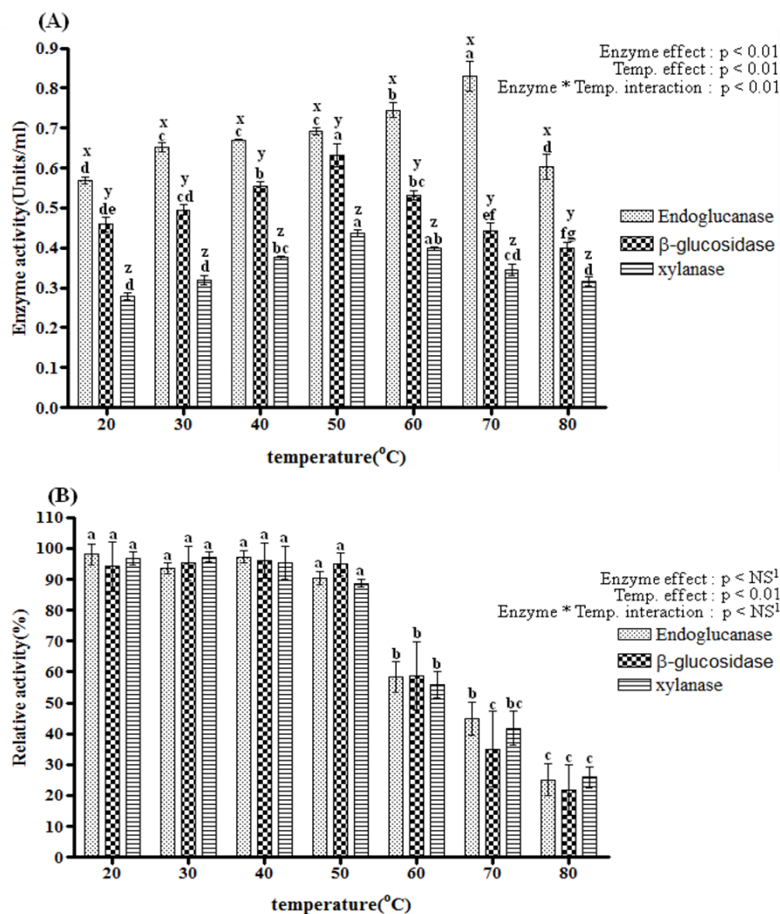 (A)
Enzyme effect : p < 0.01
Temp. effect : p < 0.01
Enzyme * Temp. interaction : p < 0.01
Enzyme activity(Units/ml)
0.9
0.8
0.7
0.6
0.5
0.4
0.3
0.2
0.1
0.0
x d y de z d
x c y cd z d
x c y b z bc
x c y a z a
x b y bc z ab
x a y ef z cd
x d y fg z d
Endoglucanase
β-glucosidase
xylanase
20 30 40 50 60 70 80
temperature(°C)
(B)
Enzyme effect : p < NS¹
Temp. effect : p < 0.01
Enzyme * Temp. interaction : p < NS¹
Relative activity(%)
110
100
90
80
70
60
50
40
30
20
10
0
a a a a a a a a a a a a b b b b c bc c c c
Endoglucanase
β-glucosidase
xylanase
20 30 40 50 60 70 80
temperature(°C)